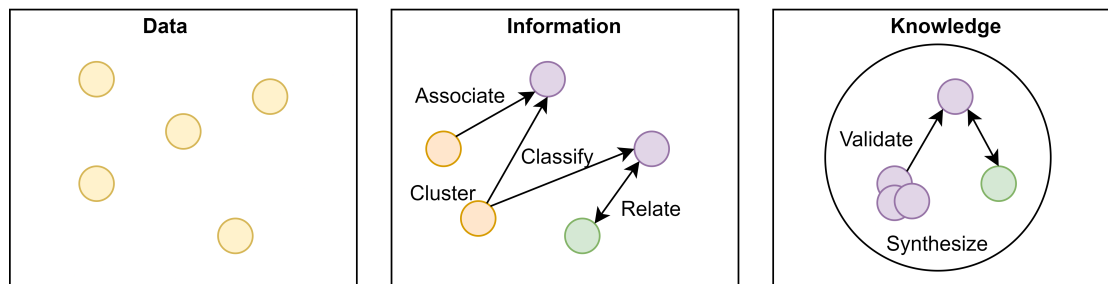 Data
Information
Associate
Classify
Cluster
Relate
Knowledge
Validate
Synthesize